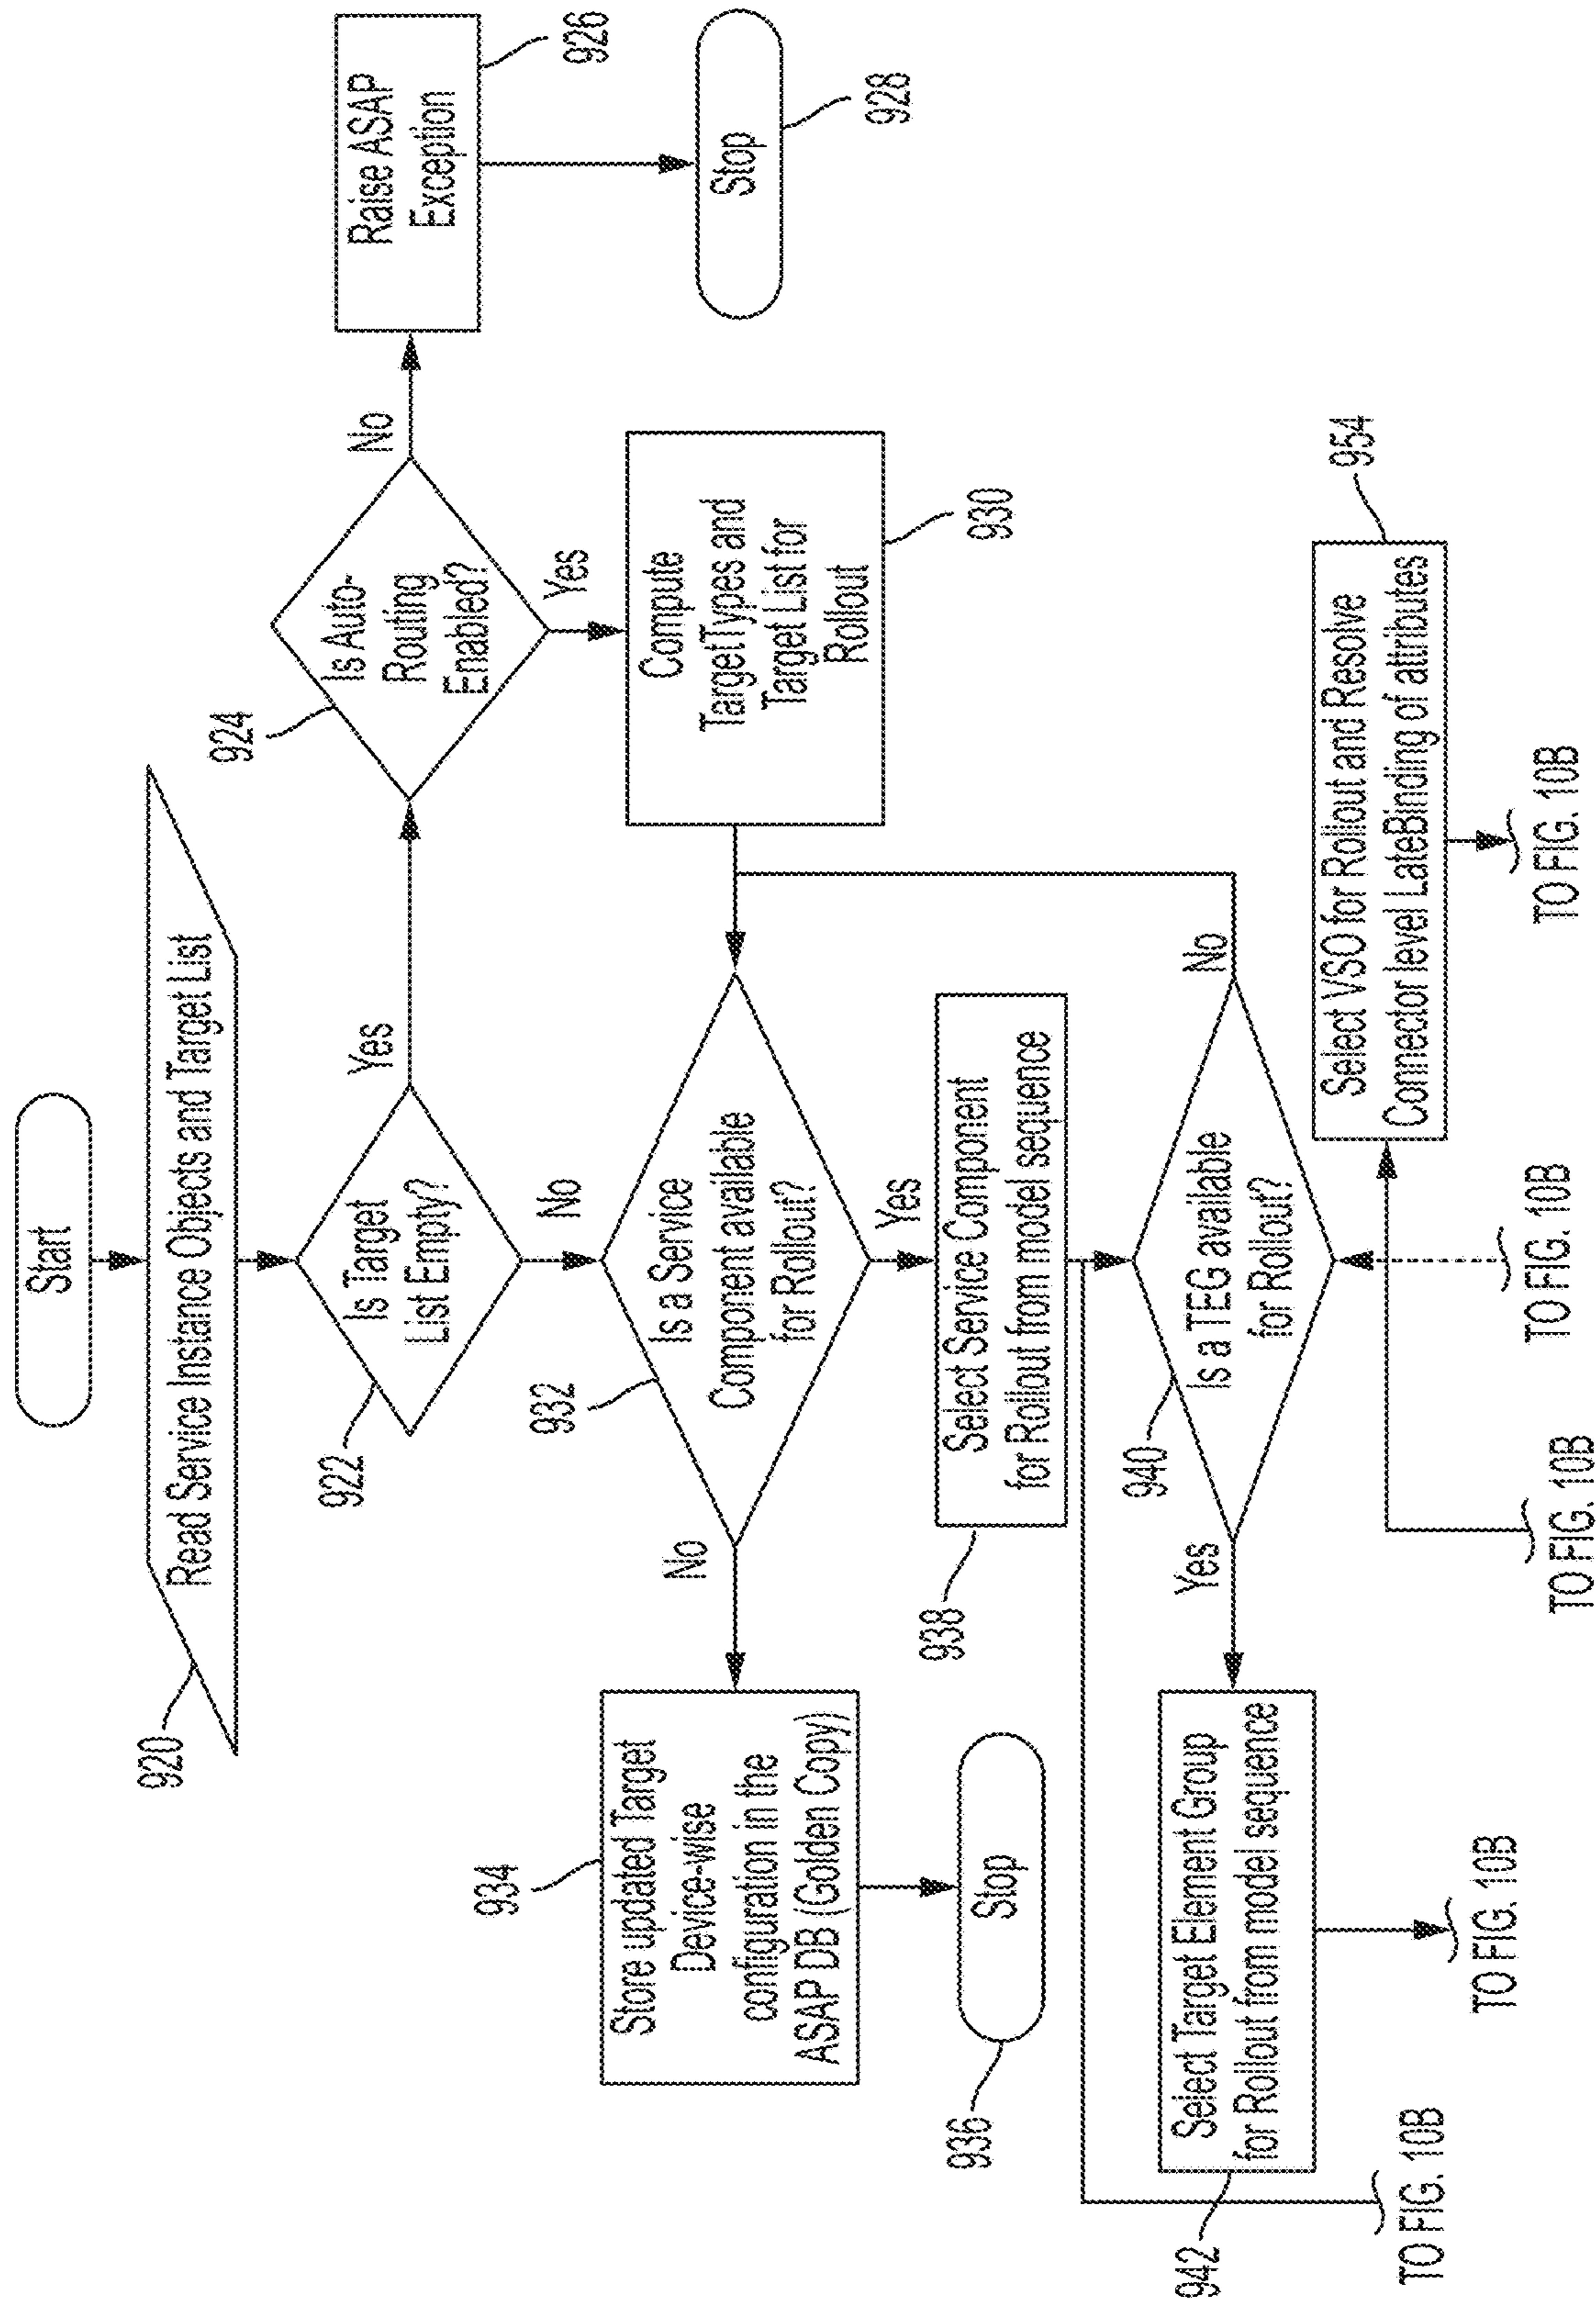 Start
920
Read Service Instance Objects and Target List
922
Is Target
List Empty?
Yes
No
924
Is Auto-
Routing
Enabled?
No
Yes
Raise ASAP
Exception
926
Stop
928
Compute
TargetTypes and
Target List for
Rollout
930
932
Is a Service
Component available
for Rollout?
No
Yes
934
Store updated Target
Device-wise
configuration in the
ASAP DB (Golden Copy)
Stop
936
938
Select Service Component
for Rollout from model sequence
940
Is a TEG available
for Rollout?
Yes
No
Select Target Element Group
for Rollout from model sequence
942
954
Select VSO for Rollout and Resolve
Connector level LateBinding of attributes
TO FIG. 10B
TO FIG. 10B
TO FIG. 10B
TO FIG. 10B
TO FIG. 10B